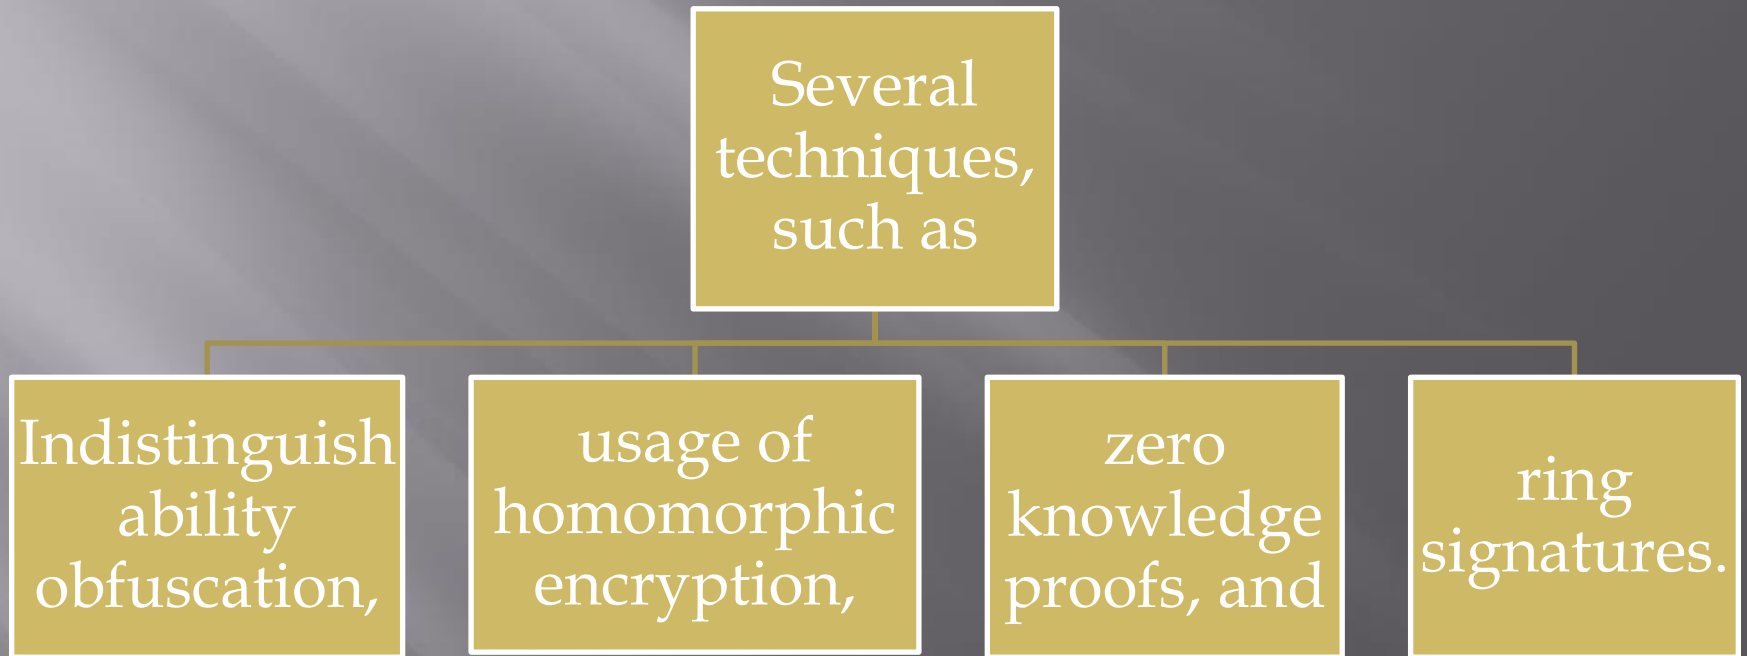 Several
techniques,
such as
Indistinguish
ability
obfuscation,
usage of
homomorphic
encryption,
zero
knowledge
proofs, and
ring
signatures.